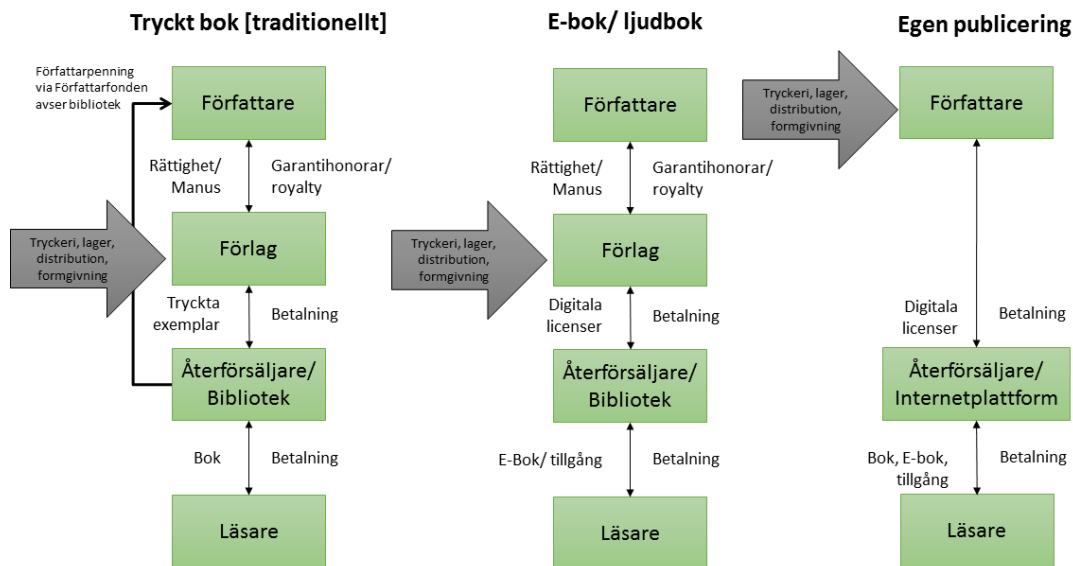 Tryckt bok [traditionellt]
Författarpenning
via Författarfonden
avser bibliotek
Författare
Rättighet/
Manus
Garantihonorar/
royalty
Tryckeri, lager,
distribution,
formgivning
Förlag
Tryckta
exemplar
Betalning
Återförsäljare/
Bibliotek
Bok
Betalning
Läsare
E-bok/ ljudbok
Författare
Rättighet/
Manus
Garantihonorar/
royalty
Tryckeri, lager,
distribution,
formgivning
Förlag
Digitala
licenser
Betalning
Återförsäljare/
Bibliotek
E-Bok/ tillgång
Betalning
Läsare
Egen publicering
Tryckeri, lager,
distribution,
formgivning
Författare
Digitala
licenser
Betalning
Återförsäljare/
Internetplattform
Bok, E-bok,
tillgång
Betalning
Läsare